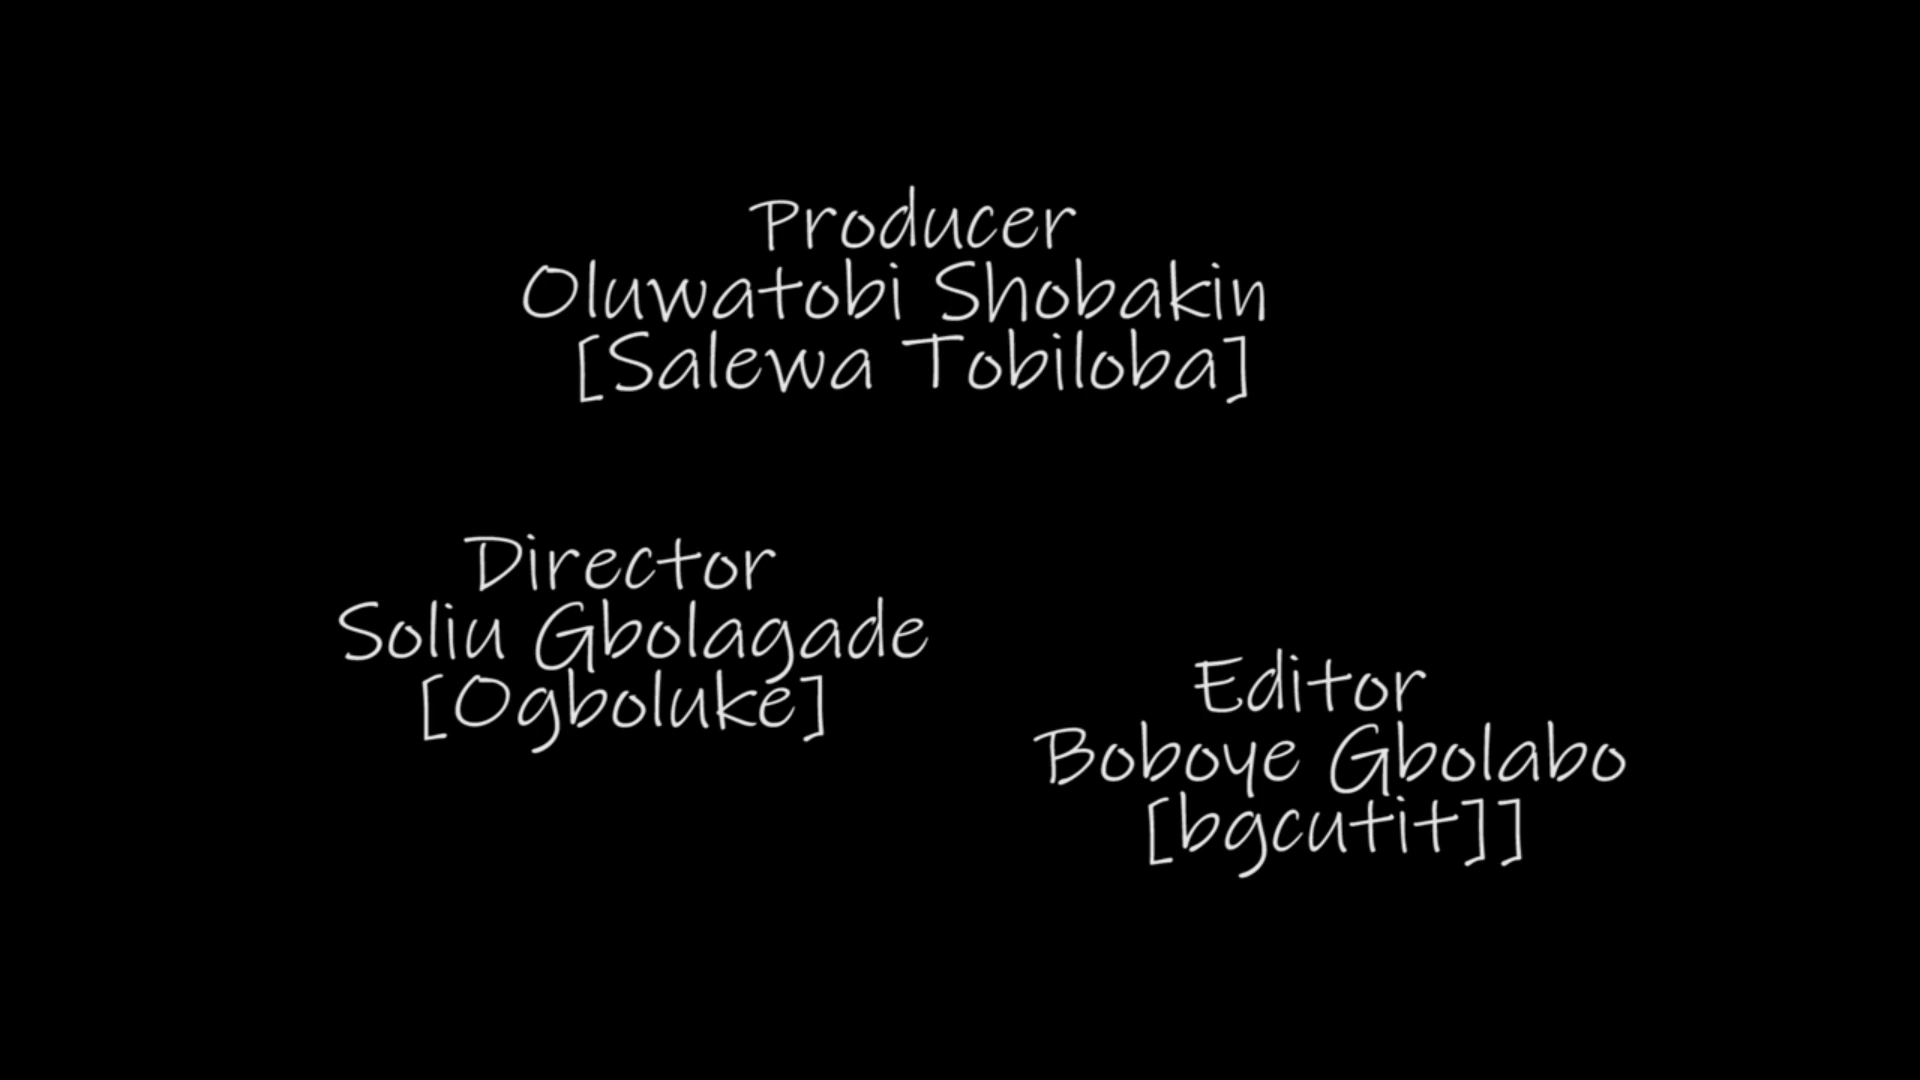 Producer
Oluwatobi Shobakin
[Salewa Tobiloba]
Director
Soliu Gbolagade
[Ogboluke]
Editor
Boboye Gbolabo
[bgcutit]]